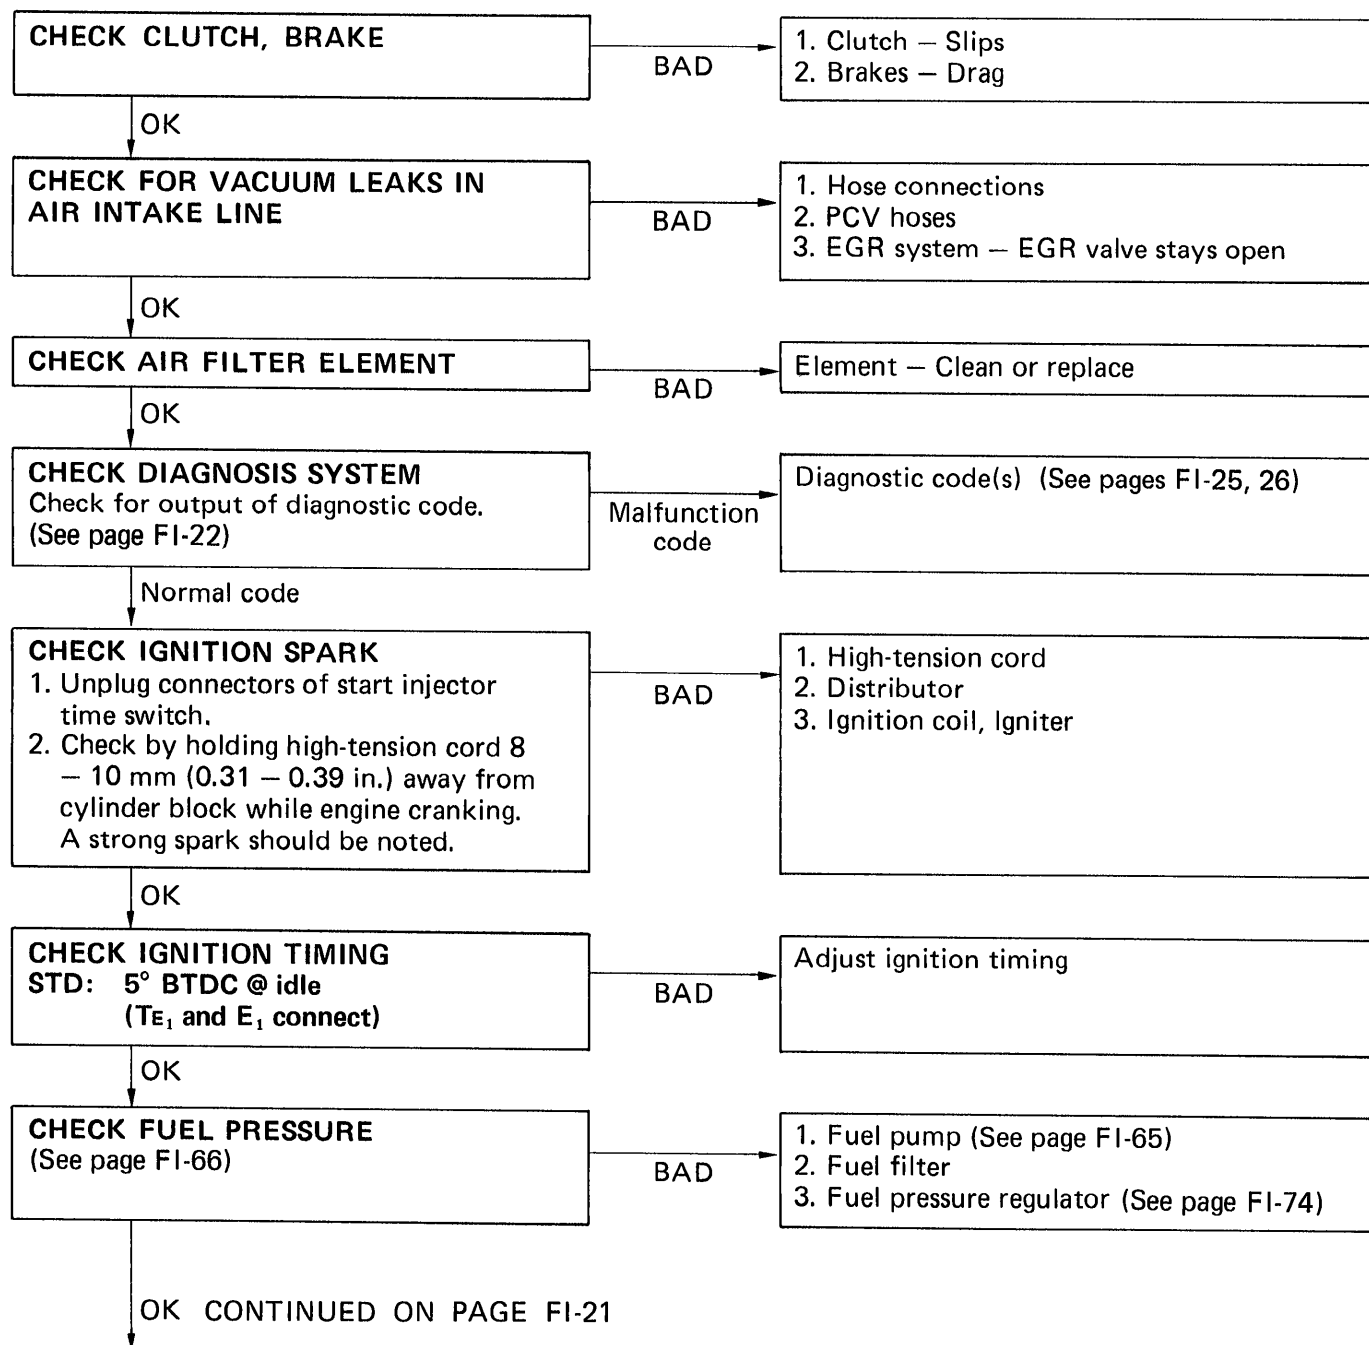 CHECK CLUTCH, BRAKE
BAD
1. Clutch — Slips
2. Brakes — Drag
OK
CHECK FOR VACUUM LEAKS IN
AIR INTAKE LINE
BAD
1. Hose connections
2. PCV hoses
3. EGR system — EGR valve stays open
OK
CHECK AIR FILTER ELEMENT
BAD
Element — Clean or replace
OK
CHECK DIAGNOSIS SYSTEM
Check for output of diagnostic code.
(See page FI-22)
Malfunction
code
Diagnostic code(s) (See pages FI-25, 26)
Normal code
CHECK IGNITION SPARK
1. Unplug connectors of start injector
time switch.
2. Check by holding high-tension cord 8
— 10 mm (0.31 — 0.39 in.) away from
cylinder block while engine cranking.
A strong spark should be noted.
BAD
1. High-tension cord
2. Distributor
3. Ignition coil, Igniter
OK
CHECK IGNITION TIMING
STD: 5° BTDC @ idle
(TE₁ and E₁ connect)
BAD
Adjust ignition timing
OK
CHECK FUEL PRESSURE
(See page FI-66)
BAD
1. Fuel pump (See page FI-65)
2. Fuel filter
3. Fuel pressure regulator (See page FI-74)
OK CONTINUED ON PAGE FI-21